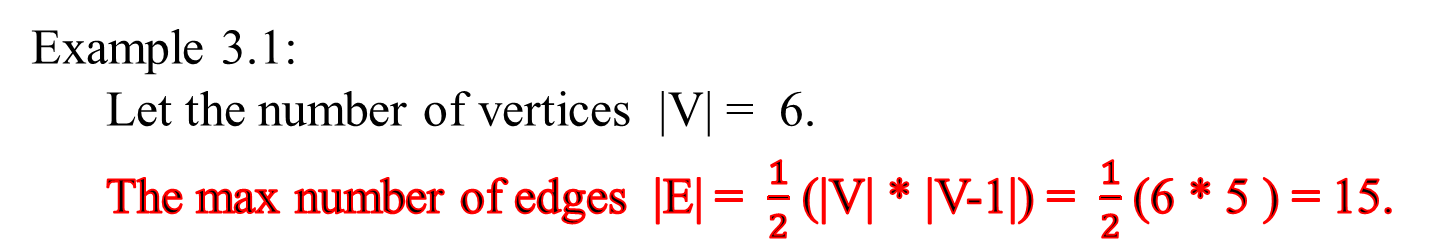 Example 3.1:
Let the number of vertices |V| = 6.
The max number of edges |E| = 1/2 (|V| * |V-1|) = 1/2 (6 * 5 ) = 15.